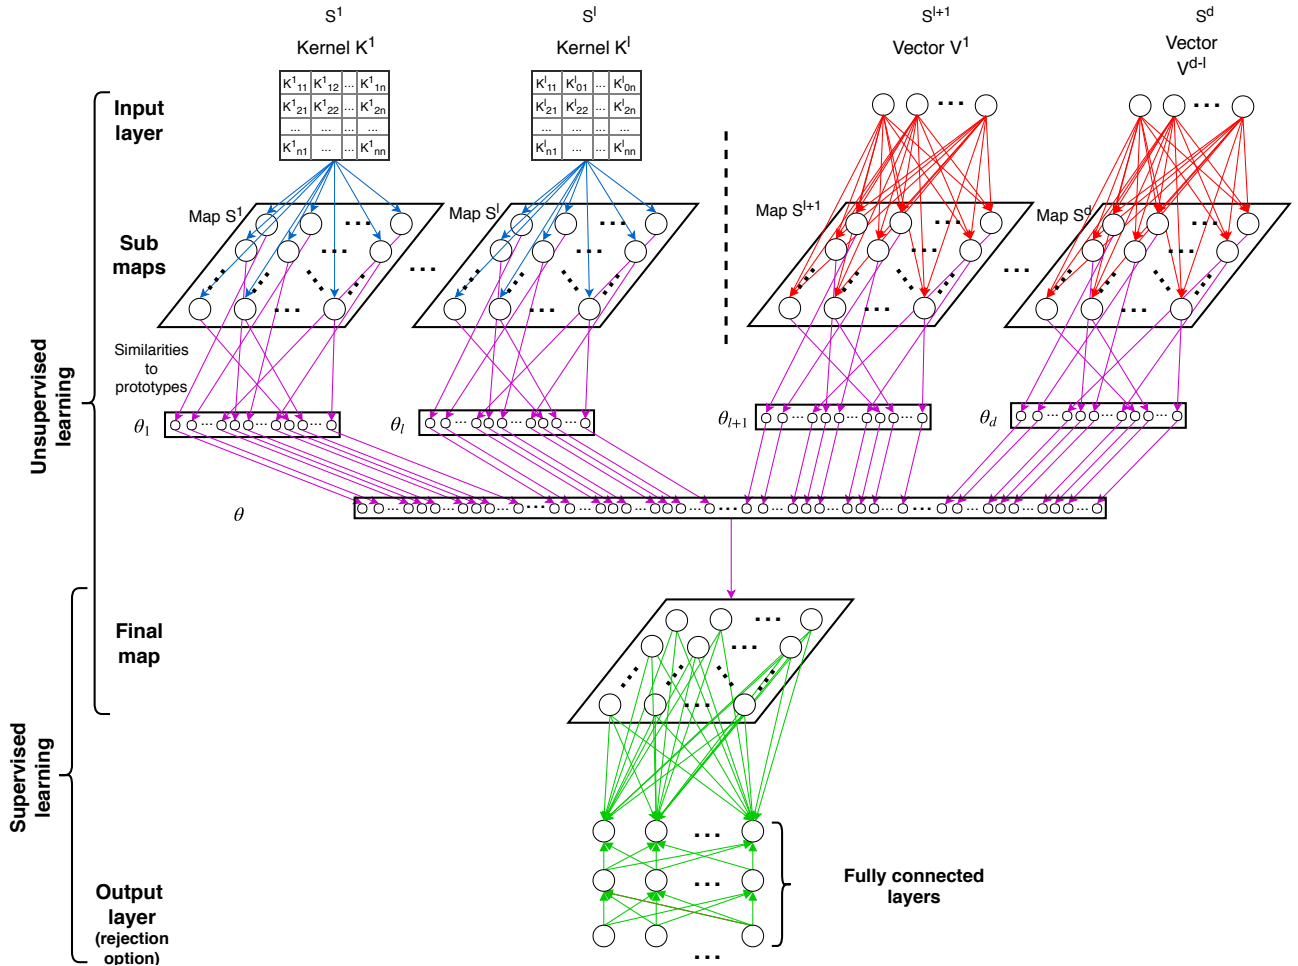 S¹ Sˡ Sˡ⁺¹ Sᵈ
Kernel K¹ Kernel Kˡ Vector V¹ Vector
Vᵈ⁻ˡ
Input
layer
K¹₁₁ K¹₁₂ ... K¹₁ₙ
K¹₂₁ K¹₂₂ ... K¹₂ₙ
... ... ... ...
K¹ₙ₁ ... ... K¹ₙₙ
Kˡ₁₁ Kˡ₀₁ ... Kˡ₀ₙ
Kˡ₂₁ Kˡ₂₂ ... Kˡ₂ₙ
... ... ... ...
Kˡₙ₁ ... ... Kˡₙₙ
Map S¹ Map Sˡ Map Sˡ⁺¹ Map Sᵈ
Sub
maps
Similarities
to
prototypes
θ₁ θₗ θₗ₊₁ θ_d
Unsupervised
learning
θ
Final
map
Supervised
learning
Fully connected
layers
Output
layer
(rejection
option)